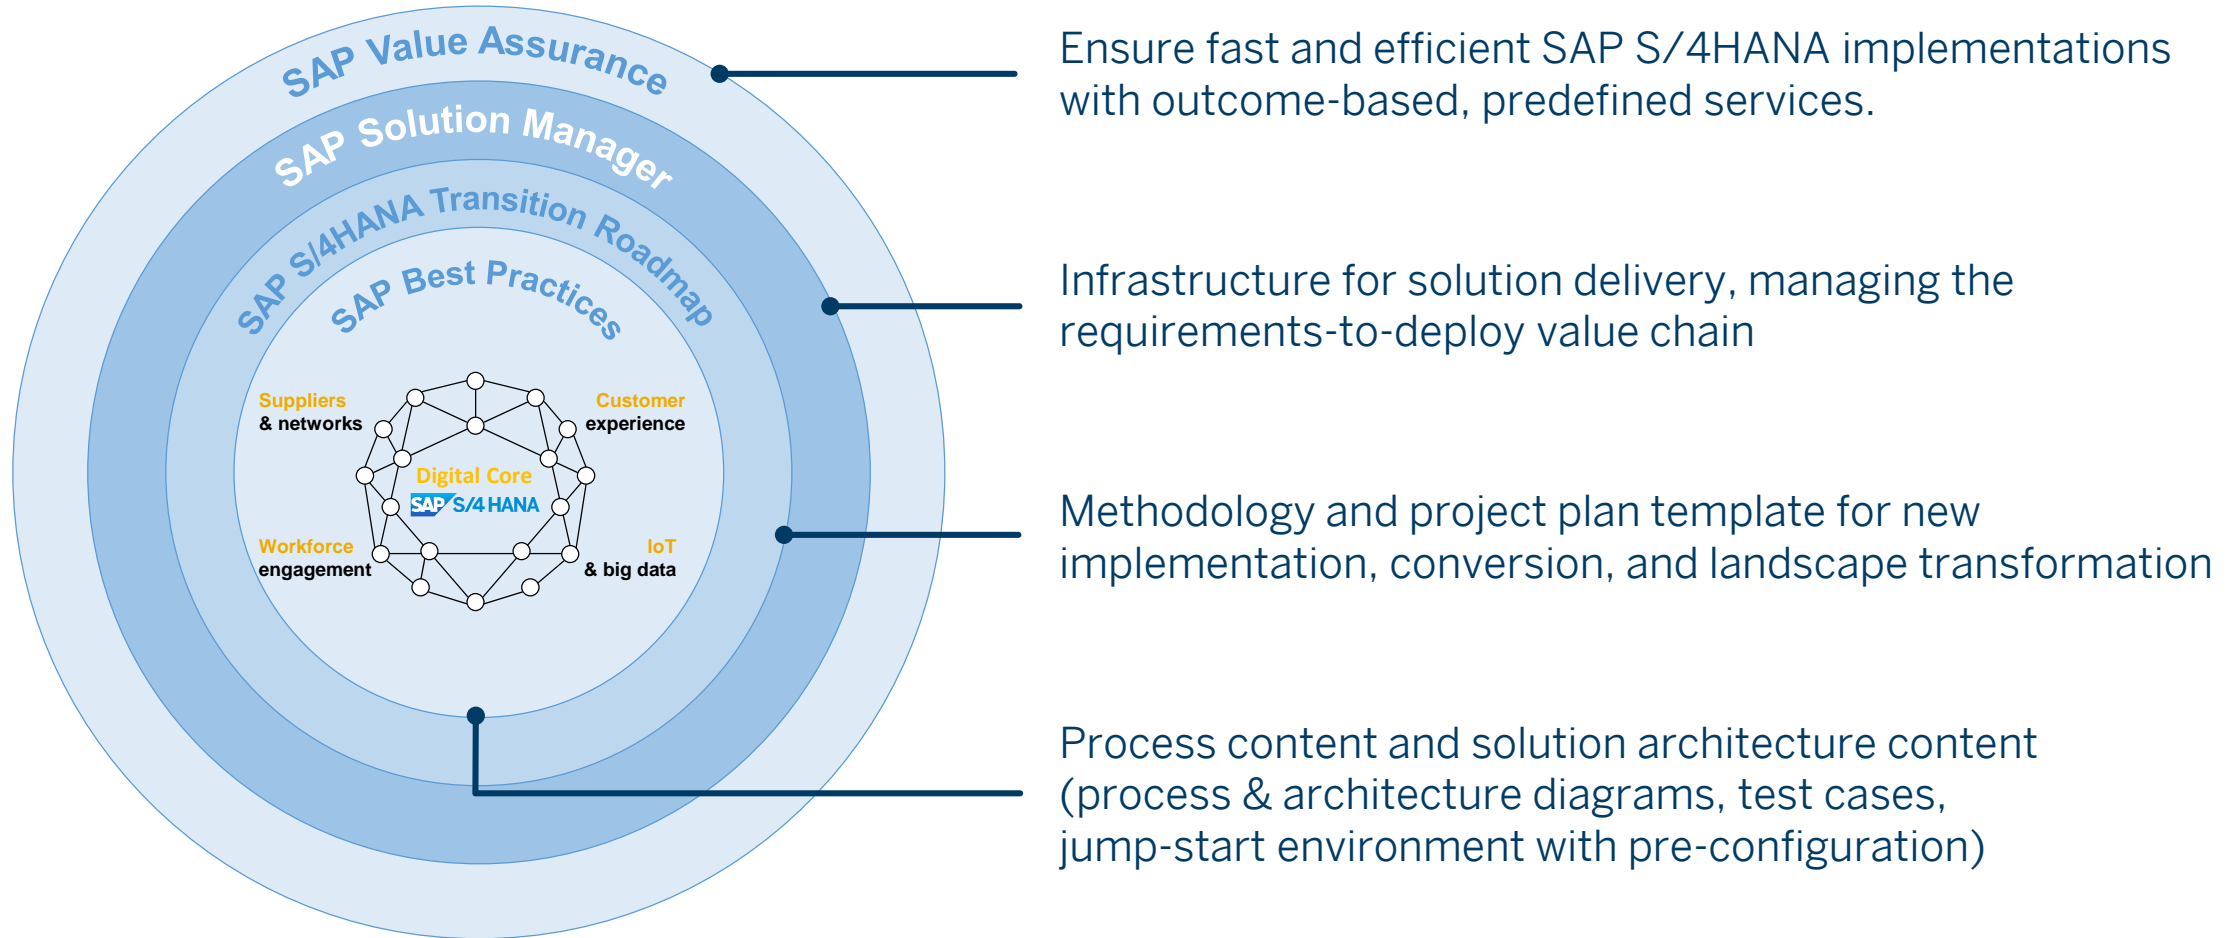 SAP Value Assurance
SAP Solution Manager
SAP S/4HANA Transition Roadmap
SAP Best Practices
Suppliers
& networks
Customer
experience
Digital Core
SAP S/4 HANA
Workforce
engagement
IoT
& big data
Ensure fast and efficient SAP S/4HANA implementations
with outcome-based, predefined services.
Infrastructure for solution delivery, managing the
requirements-to-deploy value chain
Methodology and project plan template for new
implementation, conversion, and landscape transformation
Process content and solution architecture content
(process & architecture diagrams, test cases,
jump-start environment with pre-configuration)